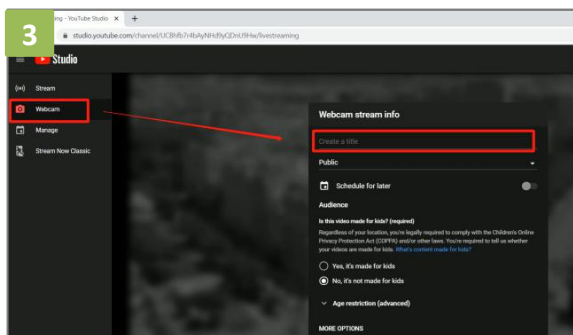 3
ing - YouTube Studio × +
studio.youtube.com/channel/UCBhfb7r4bAyNHd9yQDnU9Hw/livestreaming
Studio
Stream
Webcam
Manage
Stream Now Classic
Webcam stream info
Create a title
Public
Schedule for later
Audience
Is this video made for kids? (required)
Regardless of your location, you're legally required to comply with the Children's Online
Privacy Protection Act (COPPA) and/or other laws. You're required to tell us whether
your videos are made for kids. What's content made for kids?
Yes, it's made for kids
No, it's not made for kids
Age restriction (advanced)
MORE OPTIONS